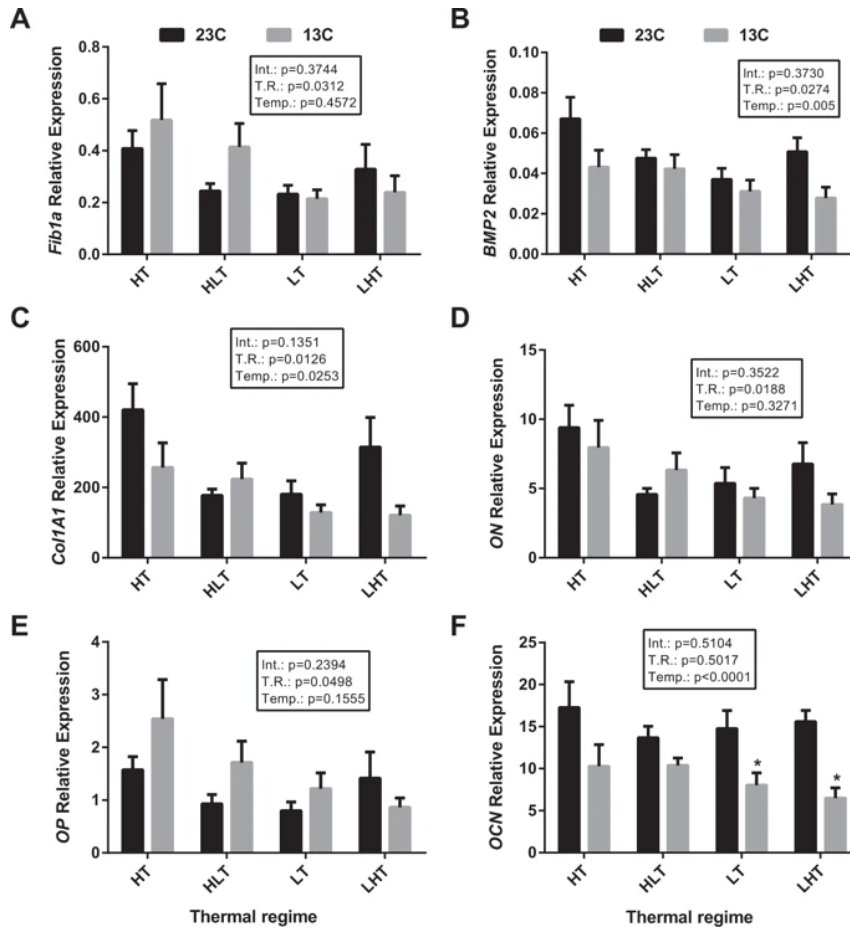 A
23C
13C
Int.: p=0.3744
T.R.: p=0.0312
Temp.: p=0.4572
Fib1a Relative Expression
0.8
0.6
0.4
0.2
0.0
HT
HLT
LT
LHT
B
23C
13C
Int.: p=0.3730
T.R.: p=0.0274
Temp.: p=0.005
BMP2 Relative Expression
0.10
0.08
0.06
0.04
0.02
0.00
HT
HLT
LT
LHT
C
Int.: p=0.1351
T.R.: p=0.0126
Temp.: p=0.0253
Col1A1 Relative Expression
600
400
200
0
HT
HLT
LT
LHT
D
Int.: p=0.3522
T.R.: p=0.0188
Temp.: p=0.3271
ON Relative Expression
15
10
5
0
HT
HLT
LT
LHT
E
Int.: p=0.2394
T.R.: p=0.0498
Temp.: p=0.1555
OP Relative Expression
4
3
2
1
0
HT
HLT
LT
LHT
Thermal regime
F
Int.: p=0.5104
T.R.: p=0.5017
Temp.: p<0.0001
OCN Relative Expression
25
20
15
10
5
0
*
*
HT
HLT
LT
LHT
Thermal regime